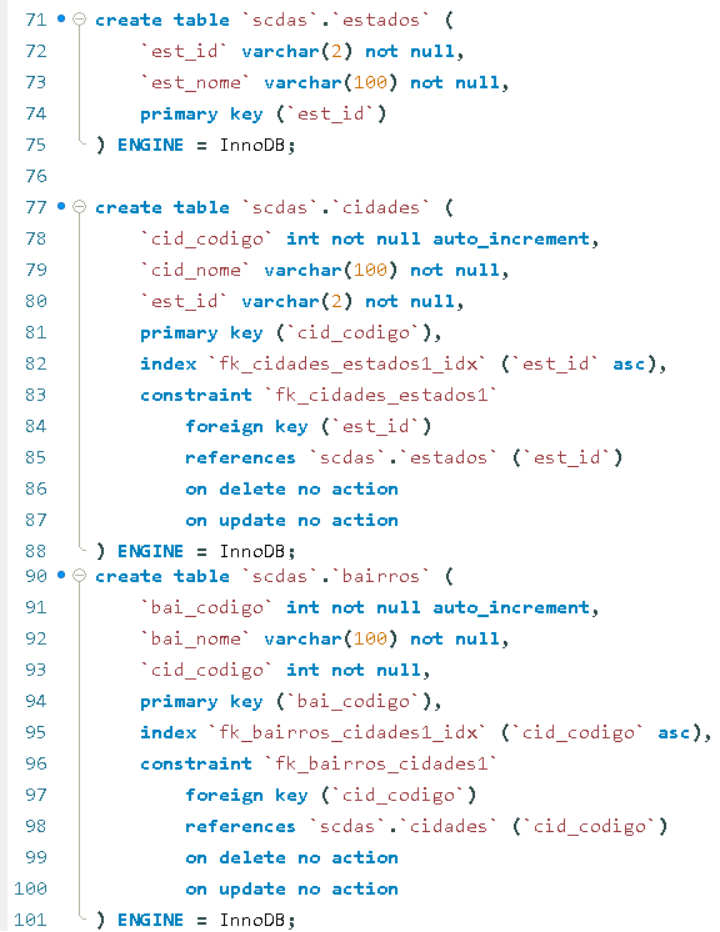 71 create table `scdas`.`estados` (
72 `est_id` varchar(2) not null,
73 `est_nome` varchar(100) not null,
74 primary key (`est_id`)
75 ) ENGINE = InnoDB;
76
77 create table `scdas`.`cidades` (
78 `cid_codigo` int not null auto_increment,
79 `cid_nome` varchar(100) not null,
80 `est_id` varchar(2) not null,
81 primary key (`cid_codigo`),
82 index `fk_cidades_estados1_idx` (`est_id` asc),
83 constraint `fk_cidades_estados1`
84 foreign key (`est_id`)
85 references `scdas`.`estados` (`est_id`)
86 on delete no action
87 on update no action
88 ) ENGINE = InnoDB;
90 create table `scdas`.`bairros` (
91 `bai_codigo` int not null auto_increment,
92 `bai_nome` varchar(100) not null,
93 `cid_codigo` int not null,
94 primary key (`bai_codigo`),
95 index `fk_bairros_cidades1_idx` (`cid_codigo` asc),
96 constraint `fk_bairros_cidades1`
97 foreign key (`cid_codigo`)
98 references `scdas`.`cidades` (`cid_codigo`)
99 on delete no action
100 on update no action
101 ) ENGINE = InnoDB;